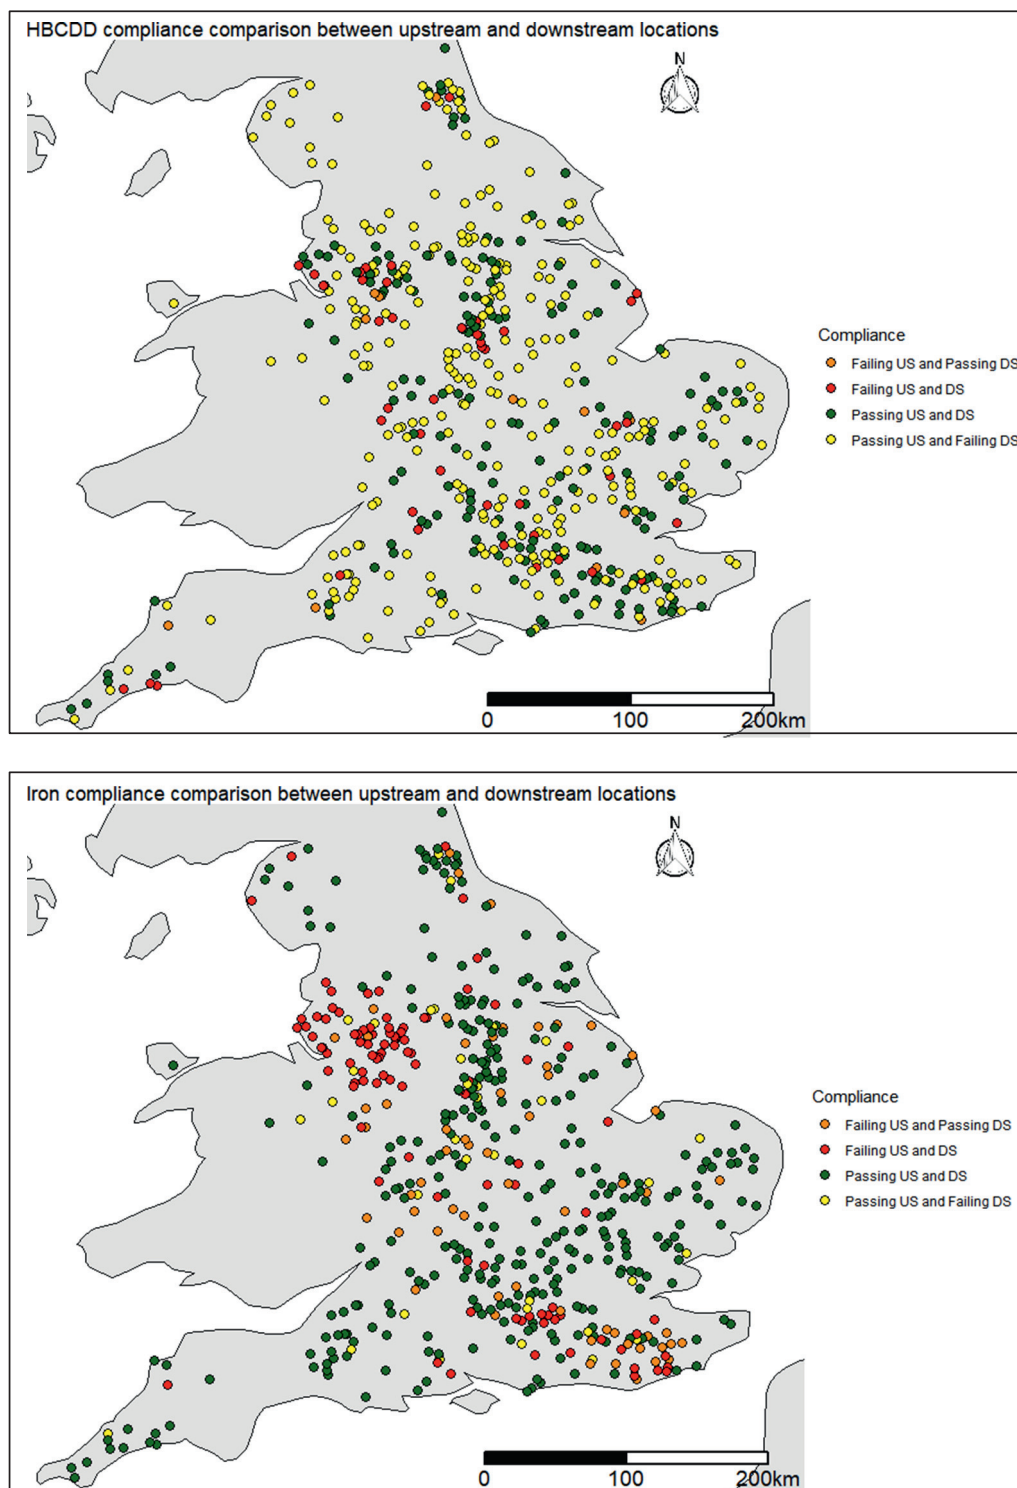 HBCDD compliance comparison between upstream and downstream locations
N
Compliance
Failing US and Passing DS
Failing US and DS
Passing US and DS
Passing US and Failing DS
0 100 200km
Iron compliance comparison between upstream and downstream locations
N
Compliance
Failing US and Passing DS
Failing US and DS
Passing US and DS
Passing US and Failing DS
0 100 200km